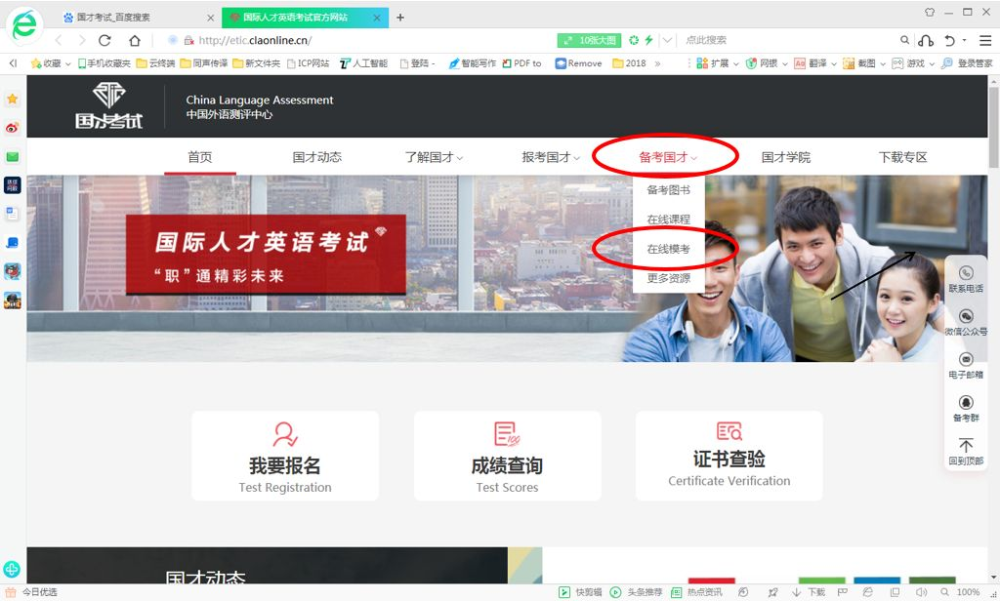 国才考试_百度搜索
国际人才英语考试官方网站
http://etic.claonline.cn/
10张大图
点此搜索
收藏
手机收藏夹
云终端
同声传译
新文件夹
ICP网站
人工智能
登陆 -
智能写作
PDF to
Remove
2018
»
扩展
网银
翻译
截图
游戏
登录管家
国才考试
China Language Assessment
中国外语测评中心
首页
国才动态
了解国才
报考国才
备考国才
国才学院
下载专区
备考图书
在线课程
在线模考
更多资源
国际人才英语考试
“职”通精彩未来
联系电话
微信公众号
电子邮箱
备考群
回到顶部
我要报名
Test Registration
成绩查询
Test Scores
证书查验
Certificate Verification
国才动态
今日优选
快剪辑
头条推荐
热点资讯
下载
100%